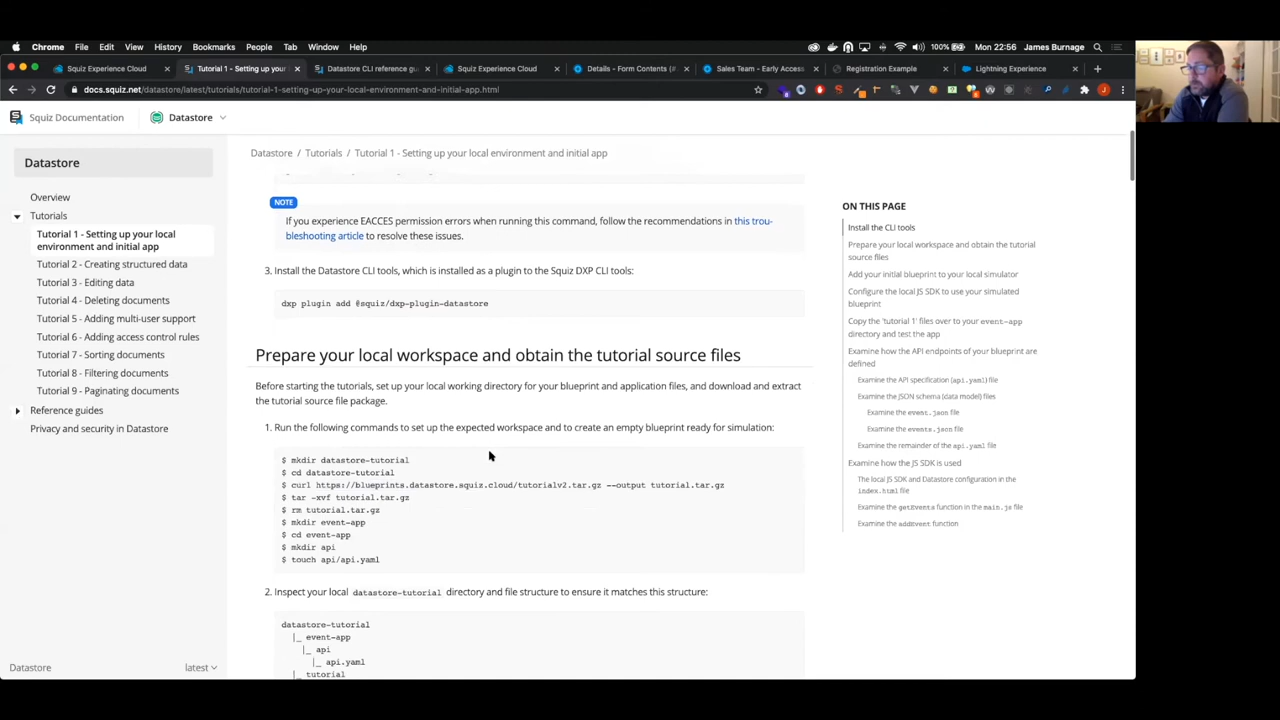 Chrome File Edit View History Bookmarks People Tab Window Help 100% Mon 22:56 James Burnage
Squiz Experience Cloud Tutorial 1 - Setting up your Datastore CLI reference gu Squiz Experience Cloud Details - Form Contents (#... Sales Team - Early Access Registration Example Lightning Experience
docs.squiz.net/datastore/latest/tutorials/tutorial-1-setting-up-your-local-environment-and-initial-app.html
Squiz Documentation Datastore
Datastore
Overview
Tutorials
Tutorial 1 - Setting up your local
environment and initial app
Tutorial 2 - Creating structured data
Tutorial 3 - Editing data
Tutorial 4 - Deleting documents
Tutorial 5 - Adding multi-user support
Tutorial 6 - Adding access control rules
Tutorial 7 - Sorting documents
Tutorial 8 - Filtering documents
Tutorial 9 - Paginating documents
Reference guides
Privacy and security in Datastore
Datastore latest
Datastore / Tutorials / Tutorial 1 - Setting up your local environment and initial app
NOTE
If you experience EACCES permission errors when running this command, follow the recommendations in this trou-
bleshooting article to resolve these issues.
3. Install the Datastore CLI tools, which is installed as a plugin to the Squiz DXP CLI tools:
dxp plugin add @squiz/dxp-plugin-datastore
Prepare your local workspace and obtain the tutorial source files
Before starting the tutorials, set up your local working directory for your blueprint and application files, and download and extract
the tutorial source file package.
1. Run the following commands to set up the expected workspace and to create an empty blueprint ready for simulation:
$ mkdir datastore-tutorial
$ cd datastore-tutorial
$ curl https://blueprints.datastore.squiz.cloud/tutorialv2.tar.gz --output tutorial.tar.gz
$ tar -xvf tutorial.tar.gz
$ rm tutorial.tar.gz
$ mkdir event-app
$ cd event-app
$ mkdir api
$ touch api/api.yaml
2. Inspect your local datastore-tutorial directory and file structure to ensure it matches this structure:
datastore-tutorial
|_ event-app
|_ api
|_ api.yaml
|_ tutorial
ON THIS PAGE
Install the CLI tools
Prepare your local workspace and obtain the tutorial
source files
Add your initial blueprint to your local simulator
Configure the local JS SDK to use your simulated
blueprint
Copy the 'tutorial 1' files over to your event-app
directory and test the app
Examine how the API endpoints of your blueprint are
defined
Examine the API specification (api.yaml) file
Examine the JSON schema (data model) files
Examine the event.json file
Examine the events.json file
Examine the remainder of the api.yaml file
Examine how the JS SDK is used
The local JS SDK and Datastore configuration in the
index.html file
Examine the getEvents function in the main.js file
Examine the addEvent function